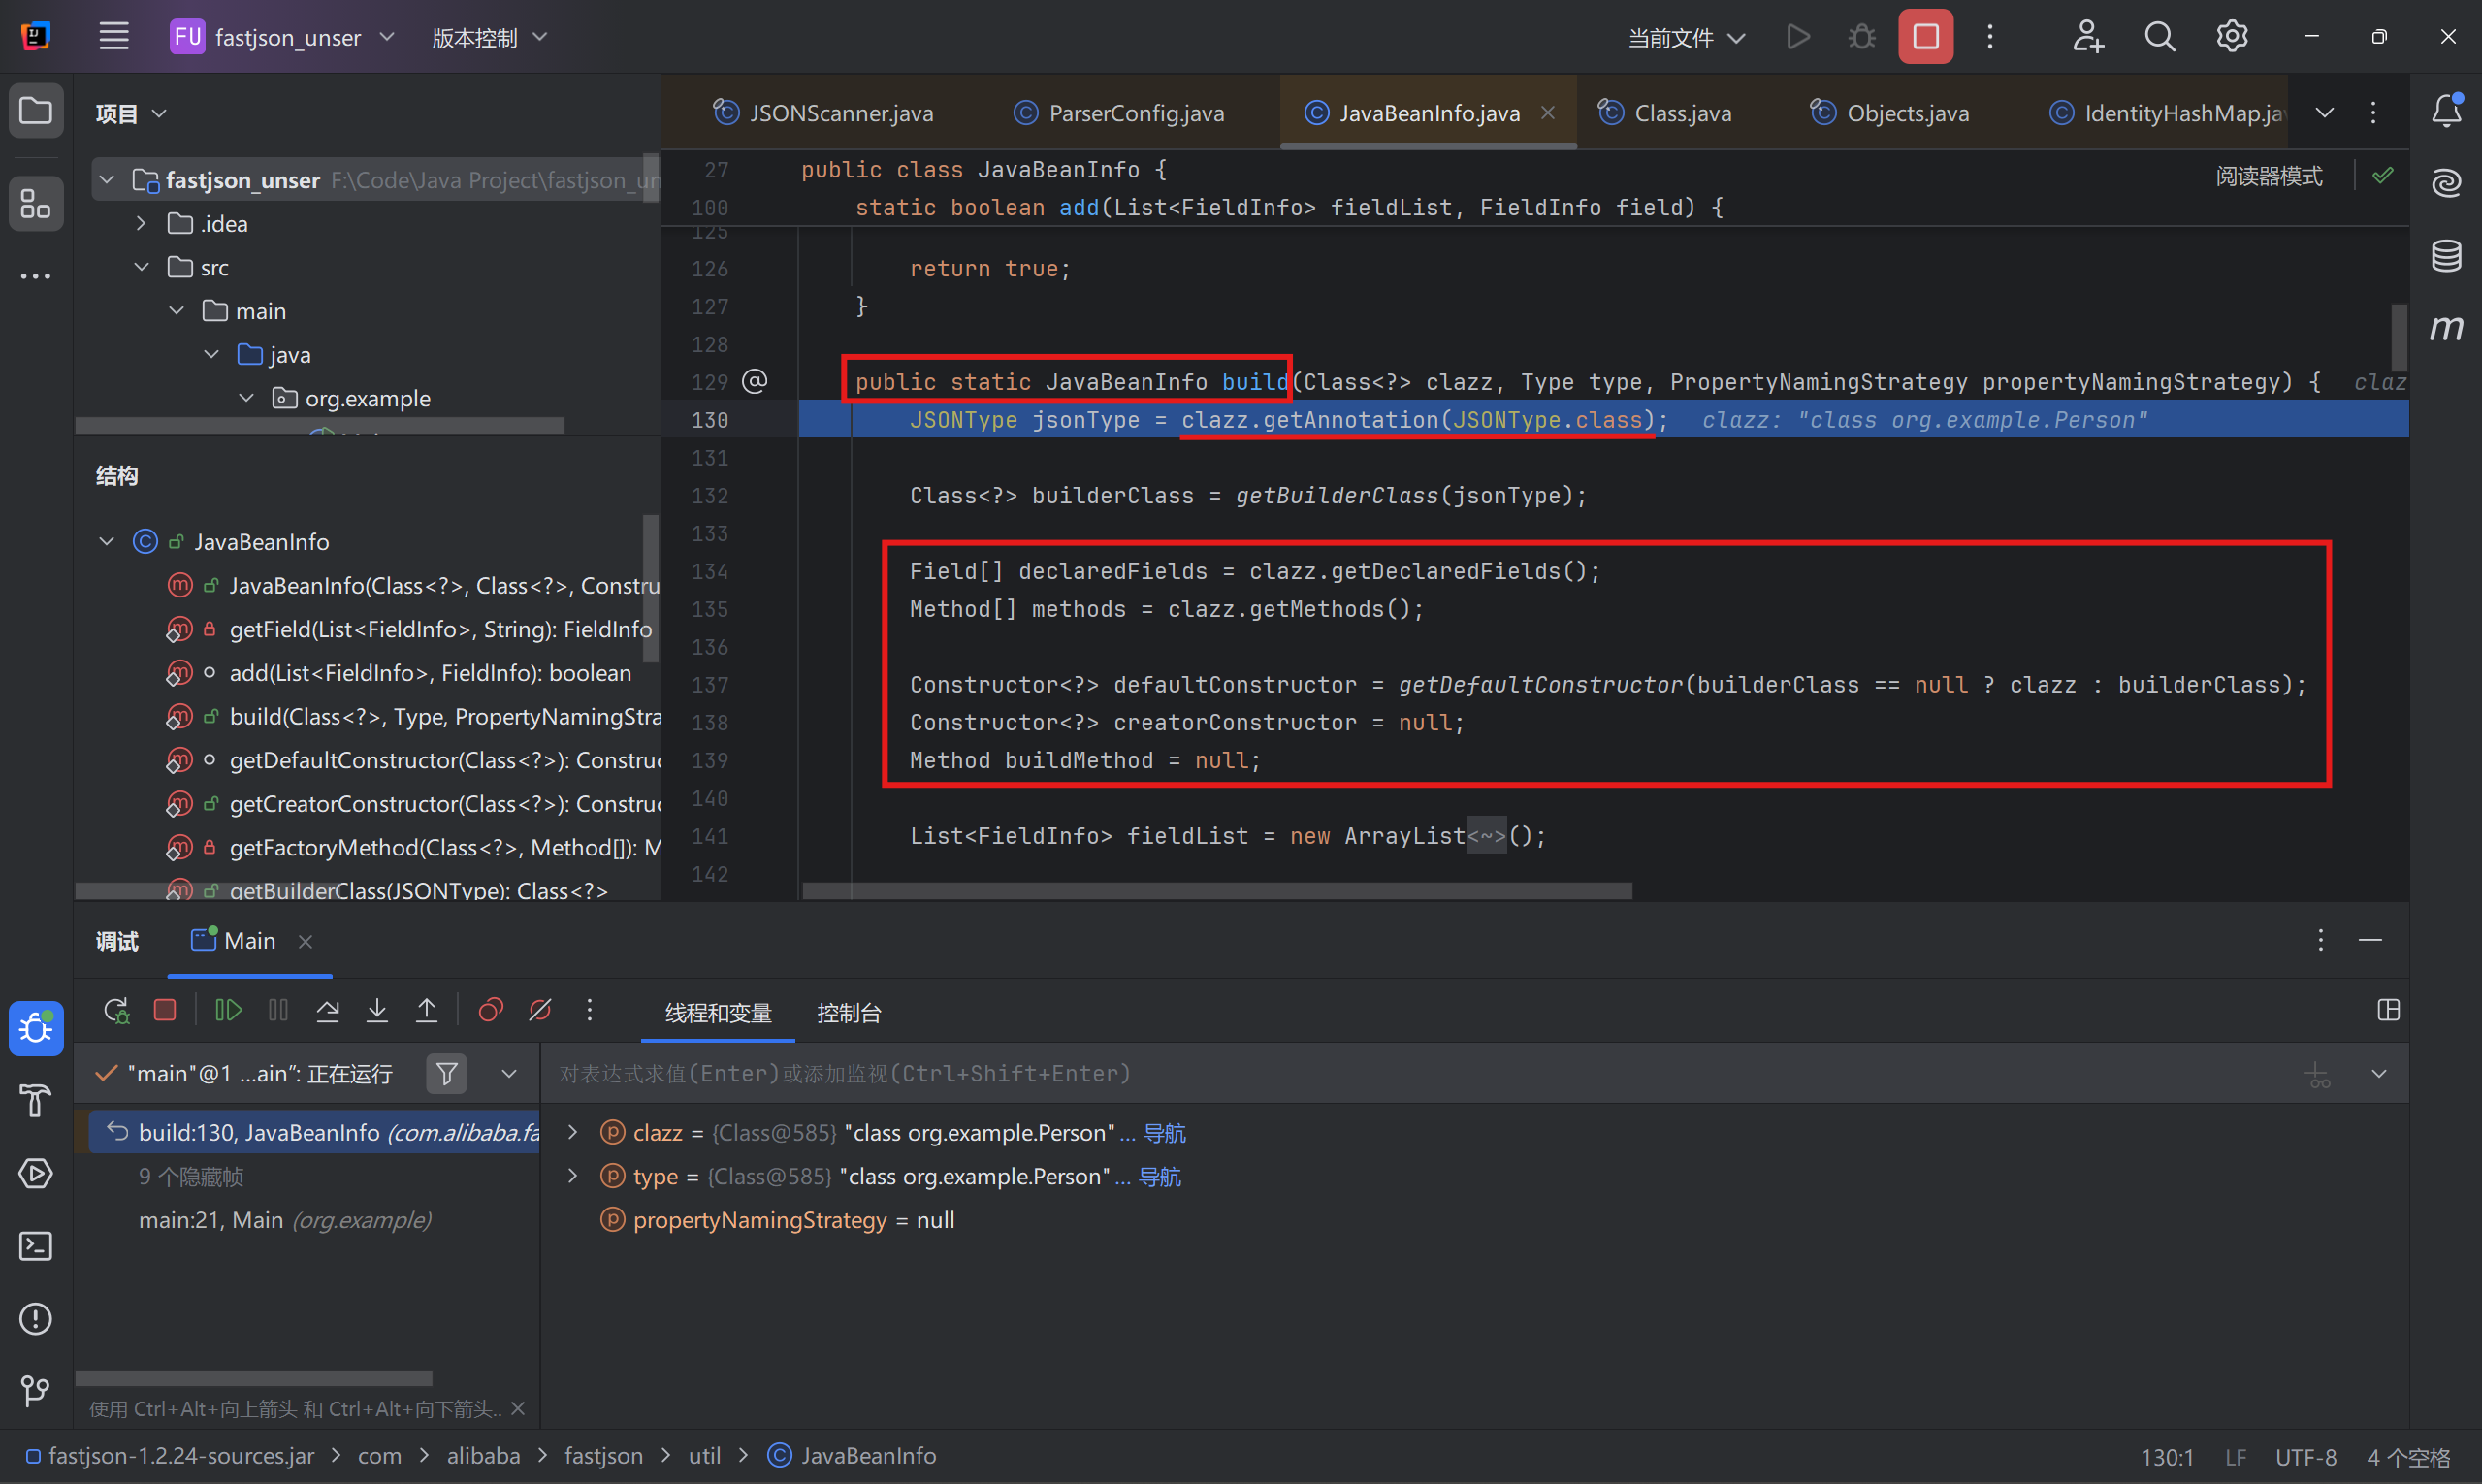 FU fastjson_unser 版本控制 当前文件
项目
fastjson_unser F:\Code\Java Project\fastjson_un
.idea
src
main
java
org.example
结构
JavaBeanInfo
JavaBeanInfo(Class<?>, Class<?>, Constru
getField(List<FieldInfo>, String): FieldInfo
add(List<FieldInfo>, FieldInfo): boolean
build(Class<?>, Type, PropertyNamingStra
getDefaultConstructor(Class<?>): Construc
getCreatorConstructor(Class<?>): Construc
getFactoryMethod(Class<?>, Method[]): M
getBuilderClass(JSONType): Class<?>
JSONScanner.java ParserConfig.java JavaBeanInfo.java Class.java Objects.java IdentityHashMap.ja
阅读器模式
27 public class JavaBeanInfo {
100 static boolean add(List<FieldInfo> fieldList, FieldInfo field) {
125
126 return true;
127 }
128
129 @ public static JavaBeanInfo build(Class<?> clazz, Type type, PropertyNamingStrategy propertyNamingStrategy) { claz
130 JSONType jsonType = clazz.getAnnotation(JSONType.class); clazz: "class org.example.Person"
131
132 Class<?> builderClass = getBuilderClass(jsonType);
133
134 Field[] declaredFields = clazz.getDeclaredFields();
135 Method[] methods = clazz.getMethods();
136
137 Constructor<?> defaultConstructor = getDefaultConstructor(builderClass == null ? clazz : builderClass);
138 Constructor<?> creatorConstructor = null;
139 Method buildMethod = null;
140
141 List<FieldInfo> fieldList = new ArrayList<~>();
142
调试 Main
线程和变量 控制台
"main"@1 ...ain": 正在运行
对表达式求值(Enter)或添加监视(Ctrl+Shift+Enter)
build:130, JavaBeanInfo (com.alibaba.fa
9 个隐藏帧
main:21, Main (org.example)
clazz = {Class@585} "class org.example.Person" ... 导航
type = {Class@585} "class org.example.Person" ... 导航
propertyNamingStrategy = null
使用 Ctrl+Alt+向上箭头 和 Ctrl+Alt+向下箭头...
fastjson-1.2.24-sources.jar > com > alibaba > fastjson > util > JavaBeanInfo
130:1 LF UTF-8 4 个空格